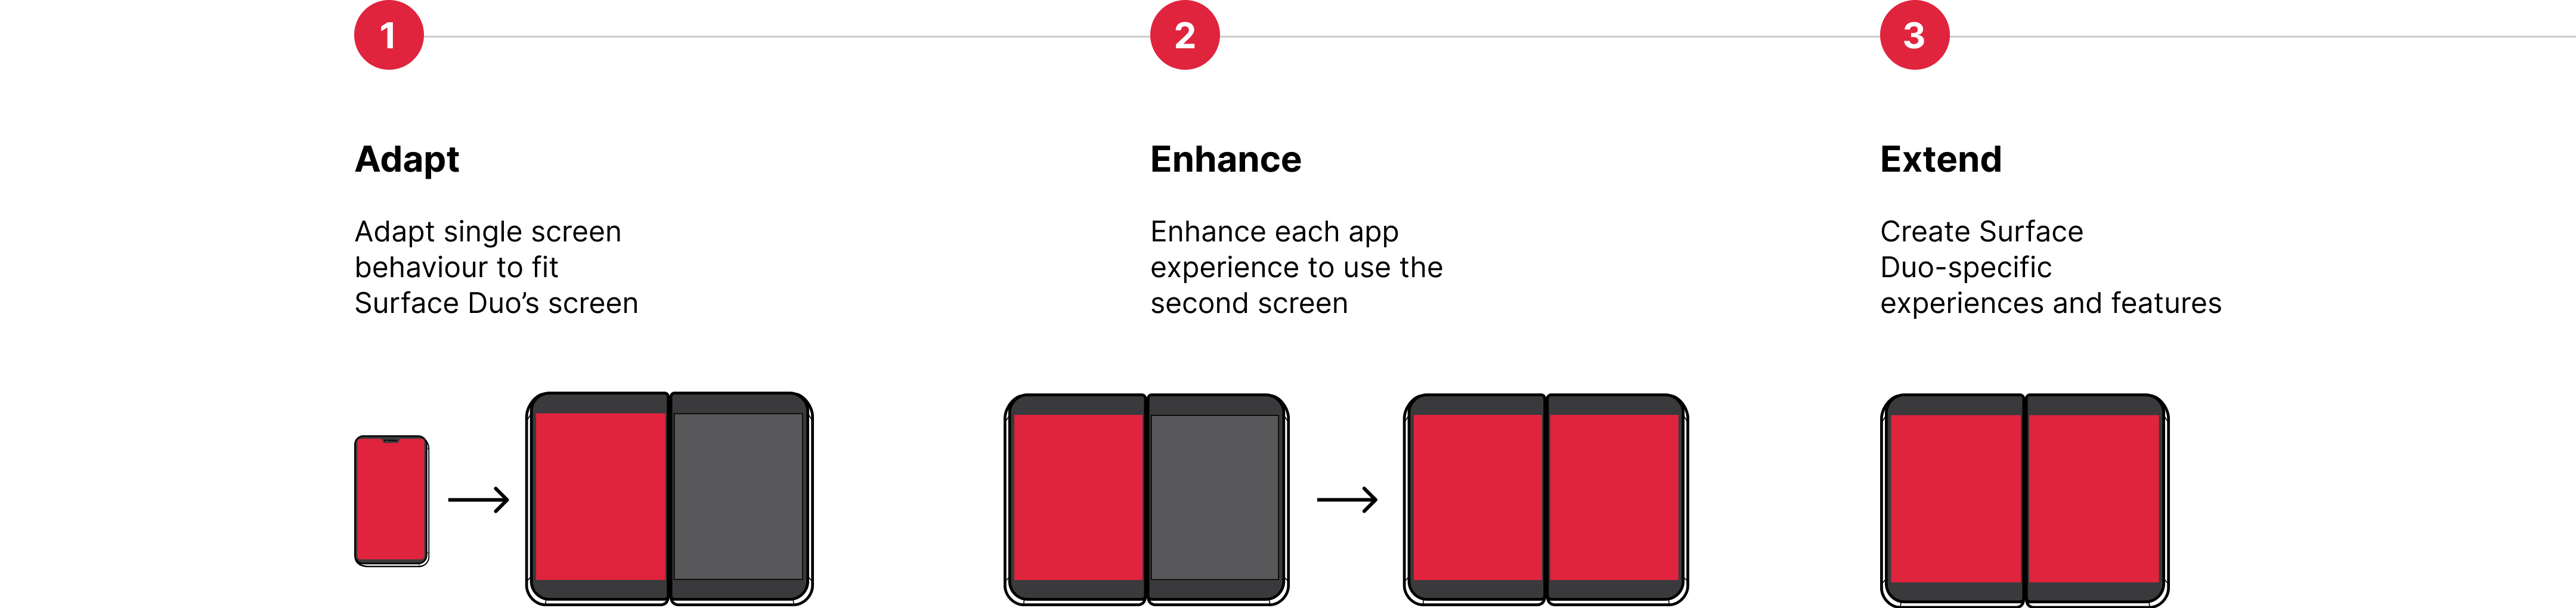 1
2
3
Adapt
Adapt single screen
behaviour to fit
Surface Duo’s screen
Enhance
Enhance each app
experience to use the
second screen
Extend
Create Surface
Duo-specific
experiences and features